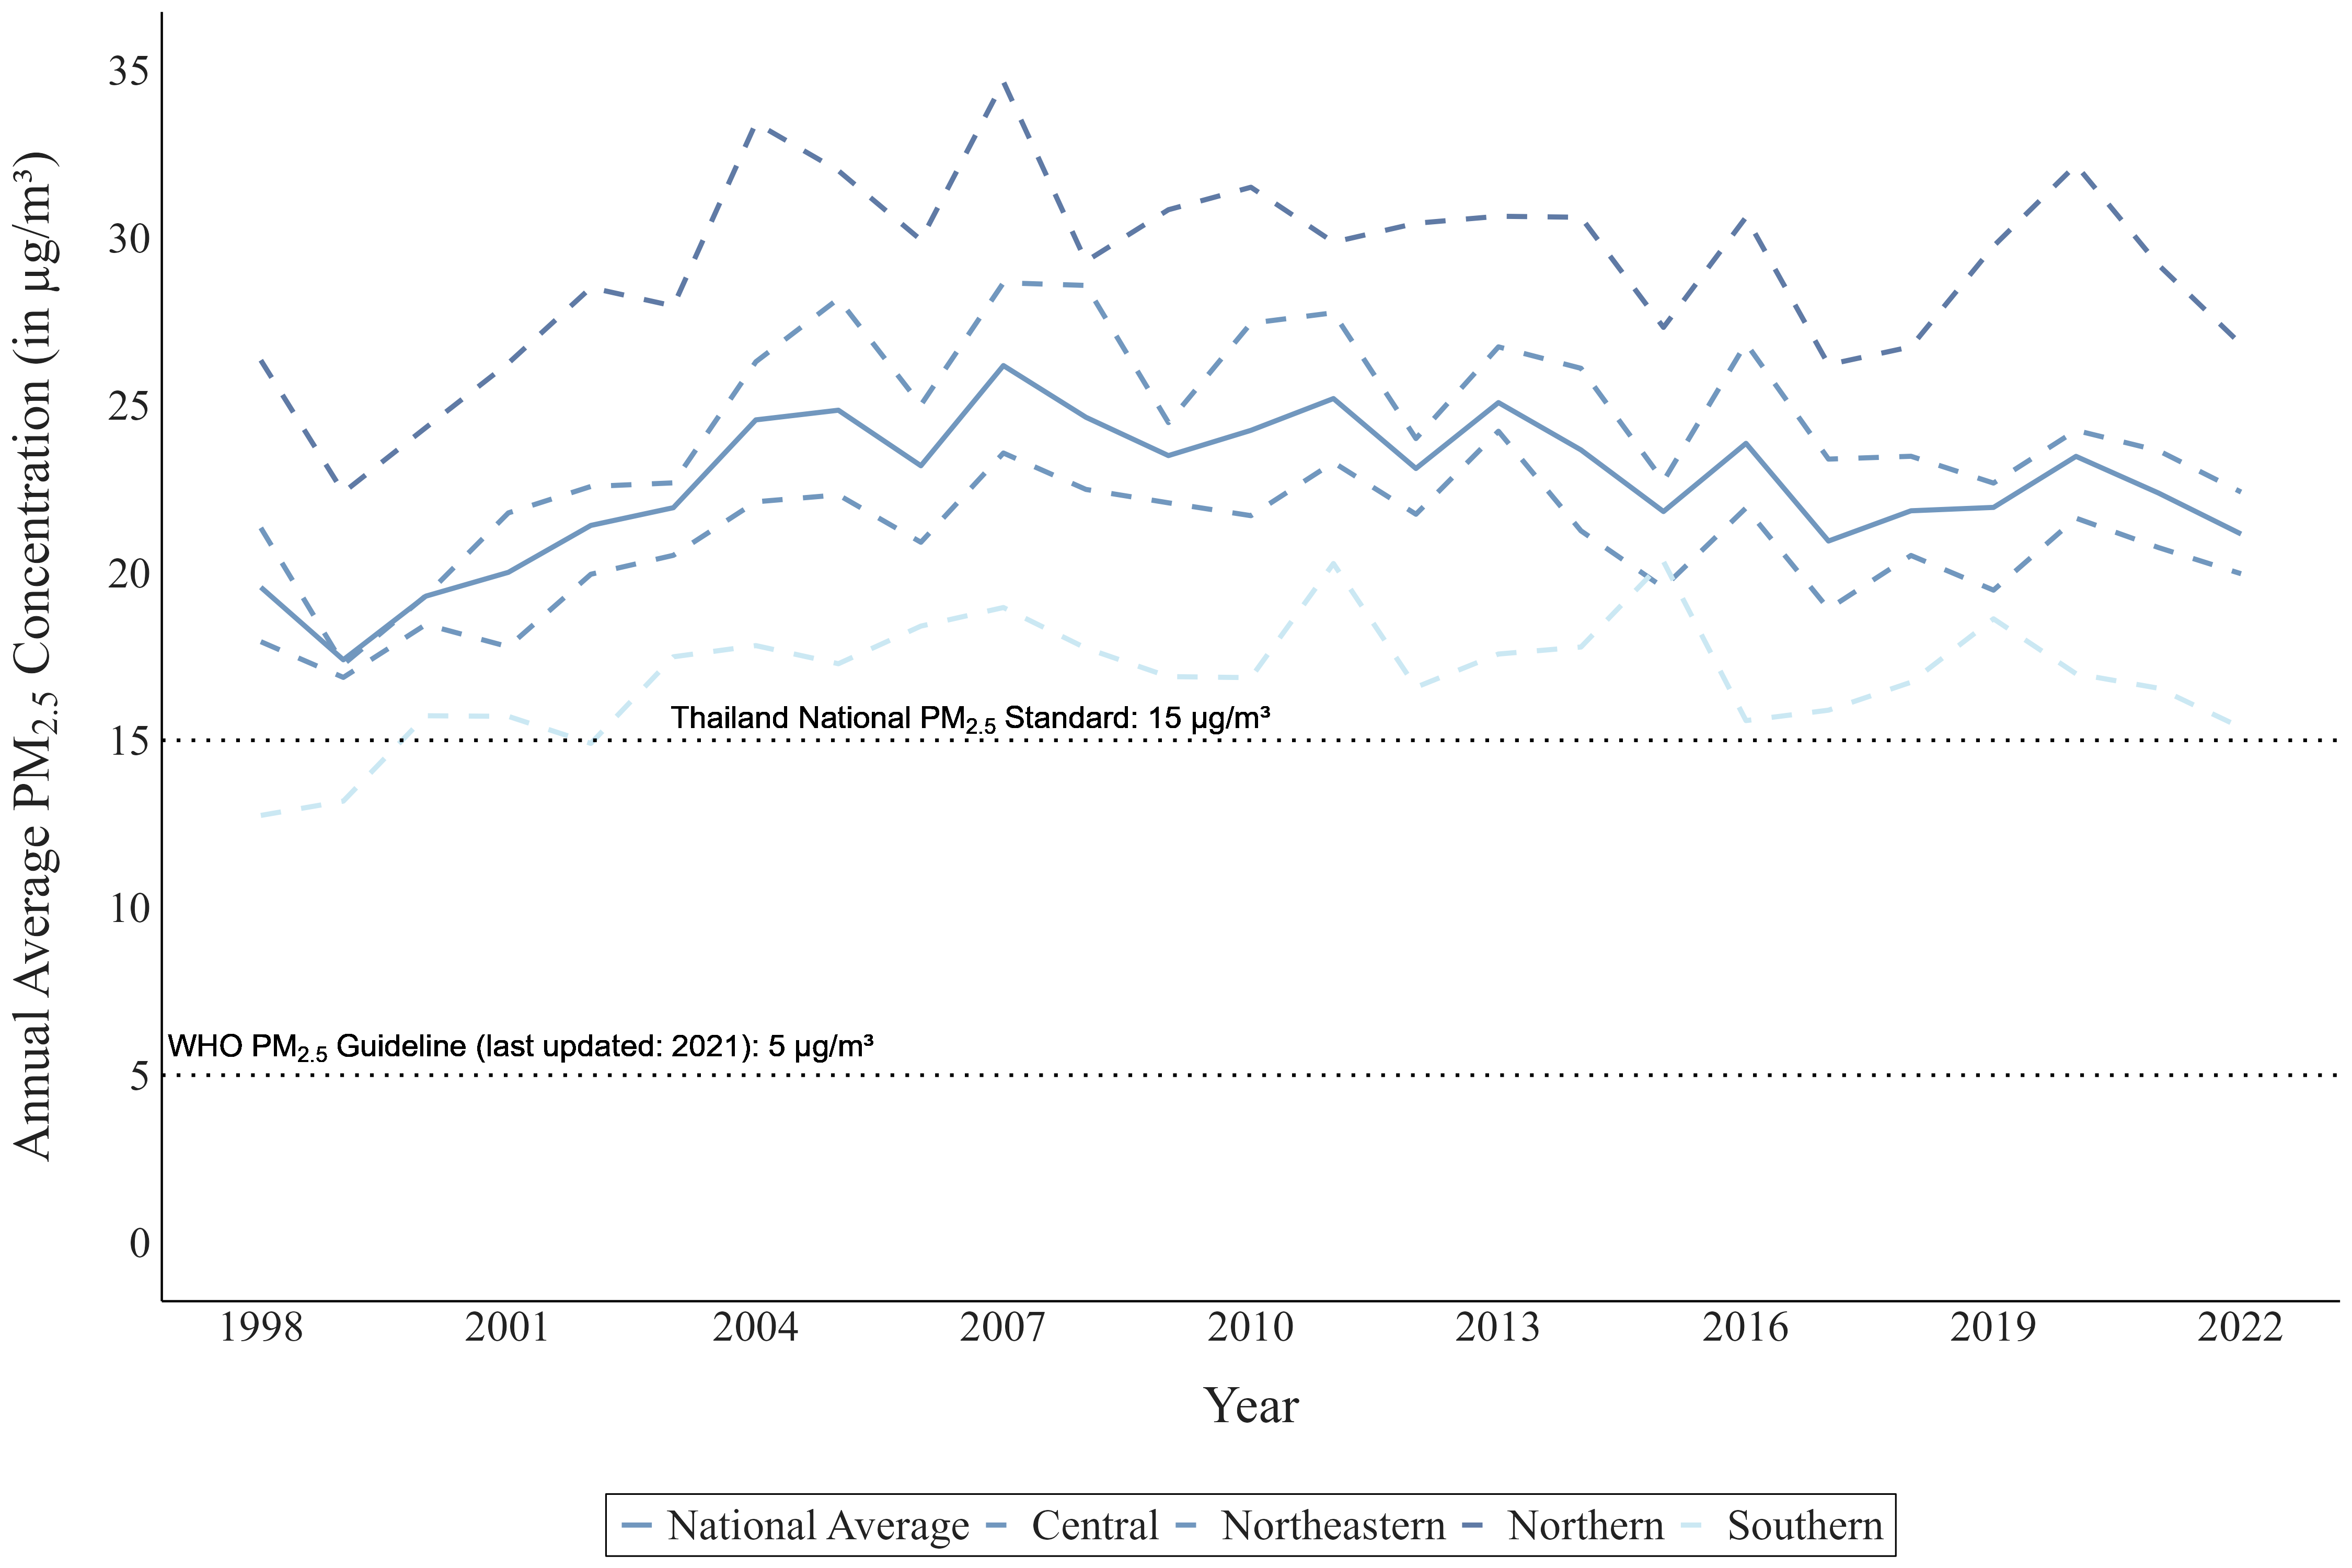 Annual Average PM2.5 Concentration (in µg/m³)
35
30
25
20
15
10
5
0
Thailand National PM2.5 Standard: 15 µg/m³
WHO PM2.5 Guideline (last updated: 2021): 5 µg/m³
1998 2001 2004 2007 2010 2013 2016 2019 2022
Year
National Average Central Northeastern Northern Southern